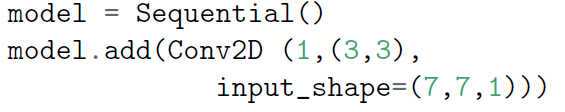 model = Sequential()
model.add(Conv2D (1,(3,3),
input_shape=(7,7,1)))